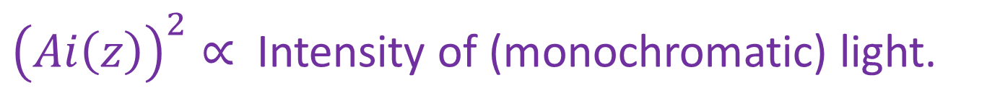 (Ai(z))² ∝ Intensity of (monochromatic) light.